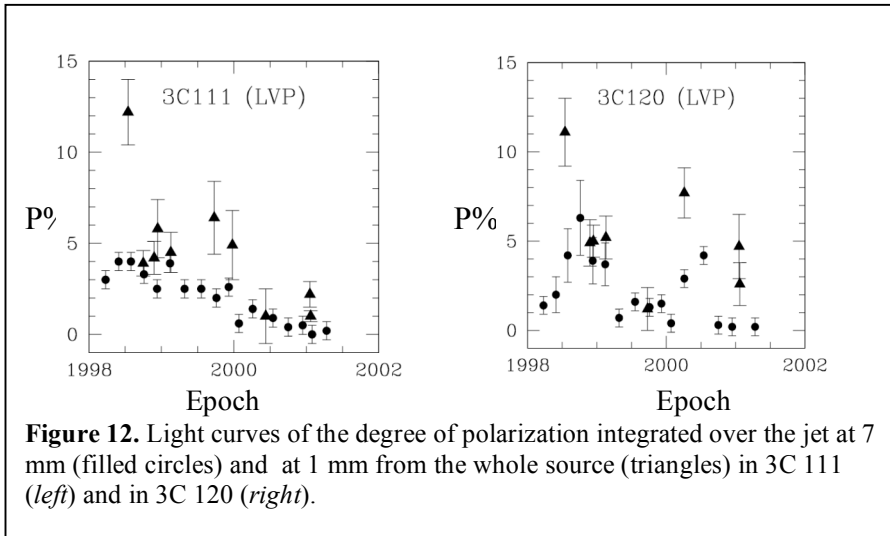 15
10
5
0
P%
3C111 (LVP)
1998
2000
2002
Epoch
15
10
5
0
P%
3C120 (LVP)
1998
2000
2002
Epoch
Figure 12. Light curves of the degree of polarization integrated over the jet at 7
mm (filled circles) and at 1 mm from the whole source (triangles) in 3C 111
(left) and in 3C 120 (right).